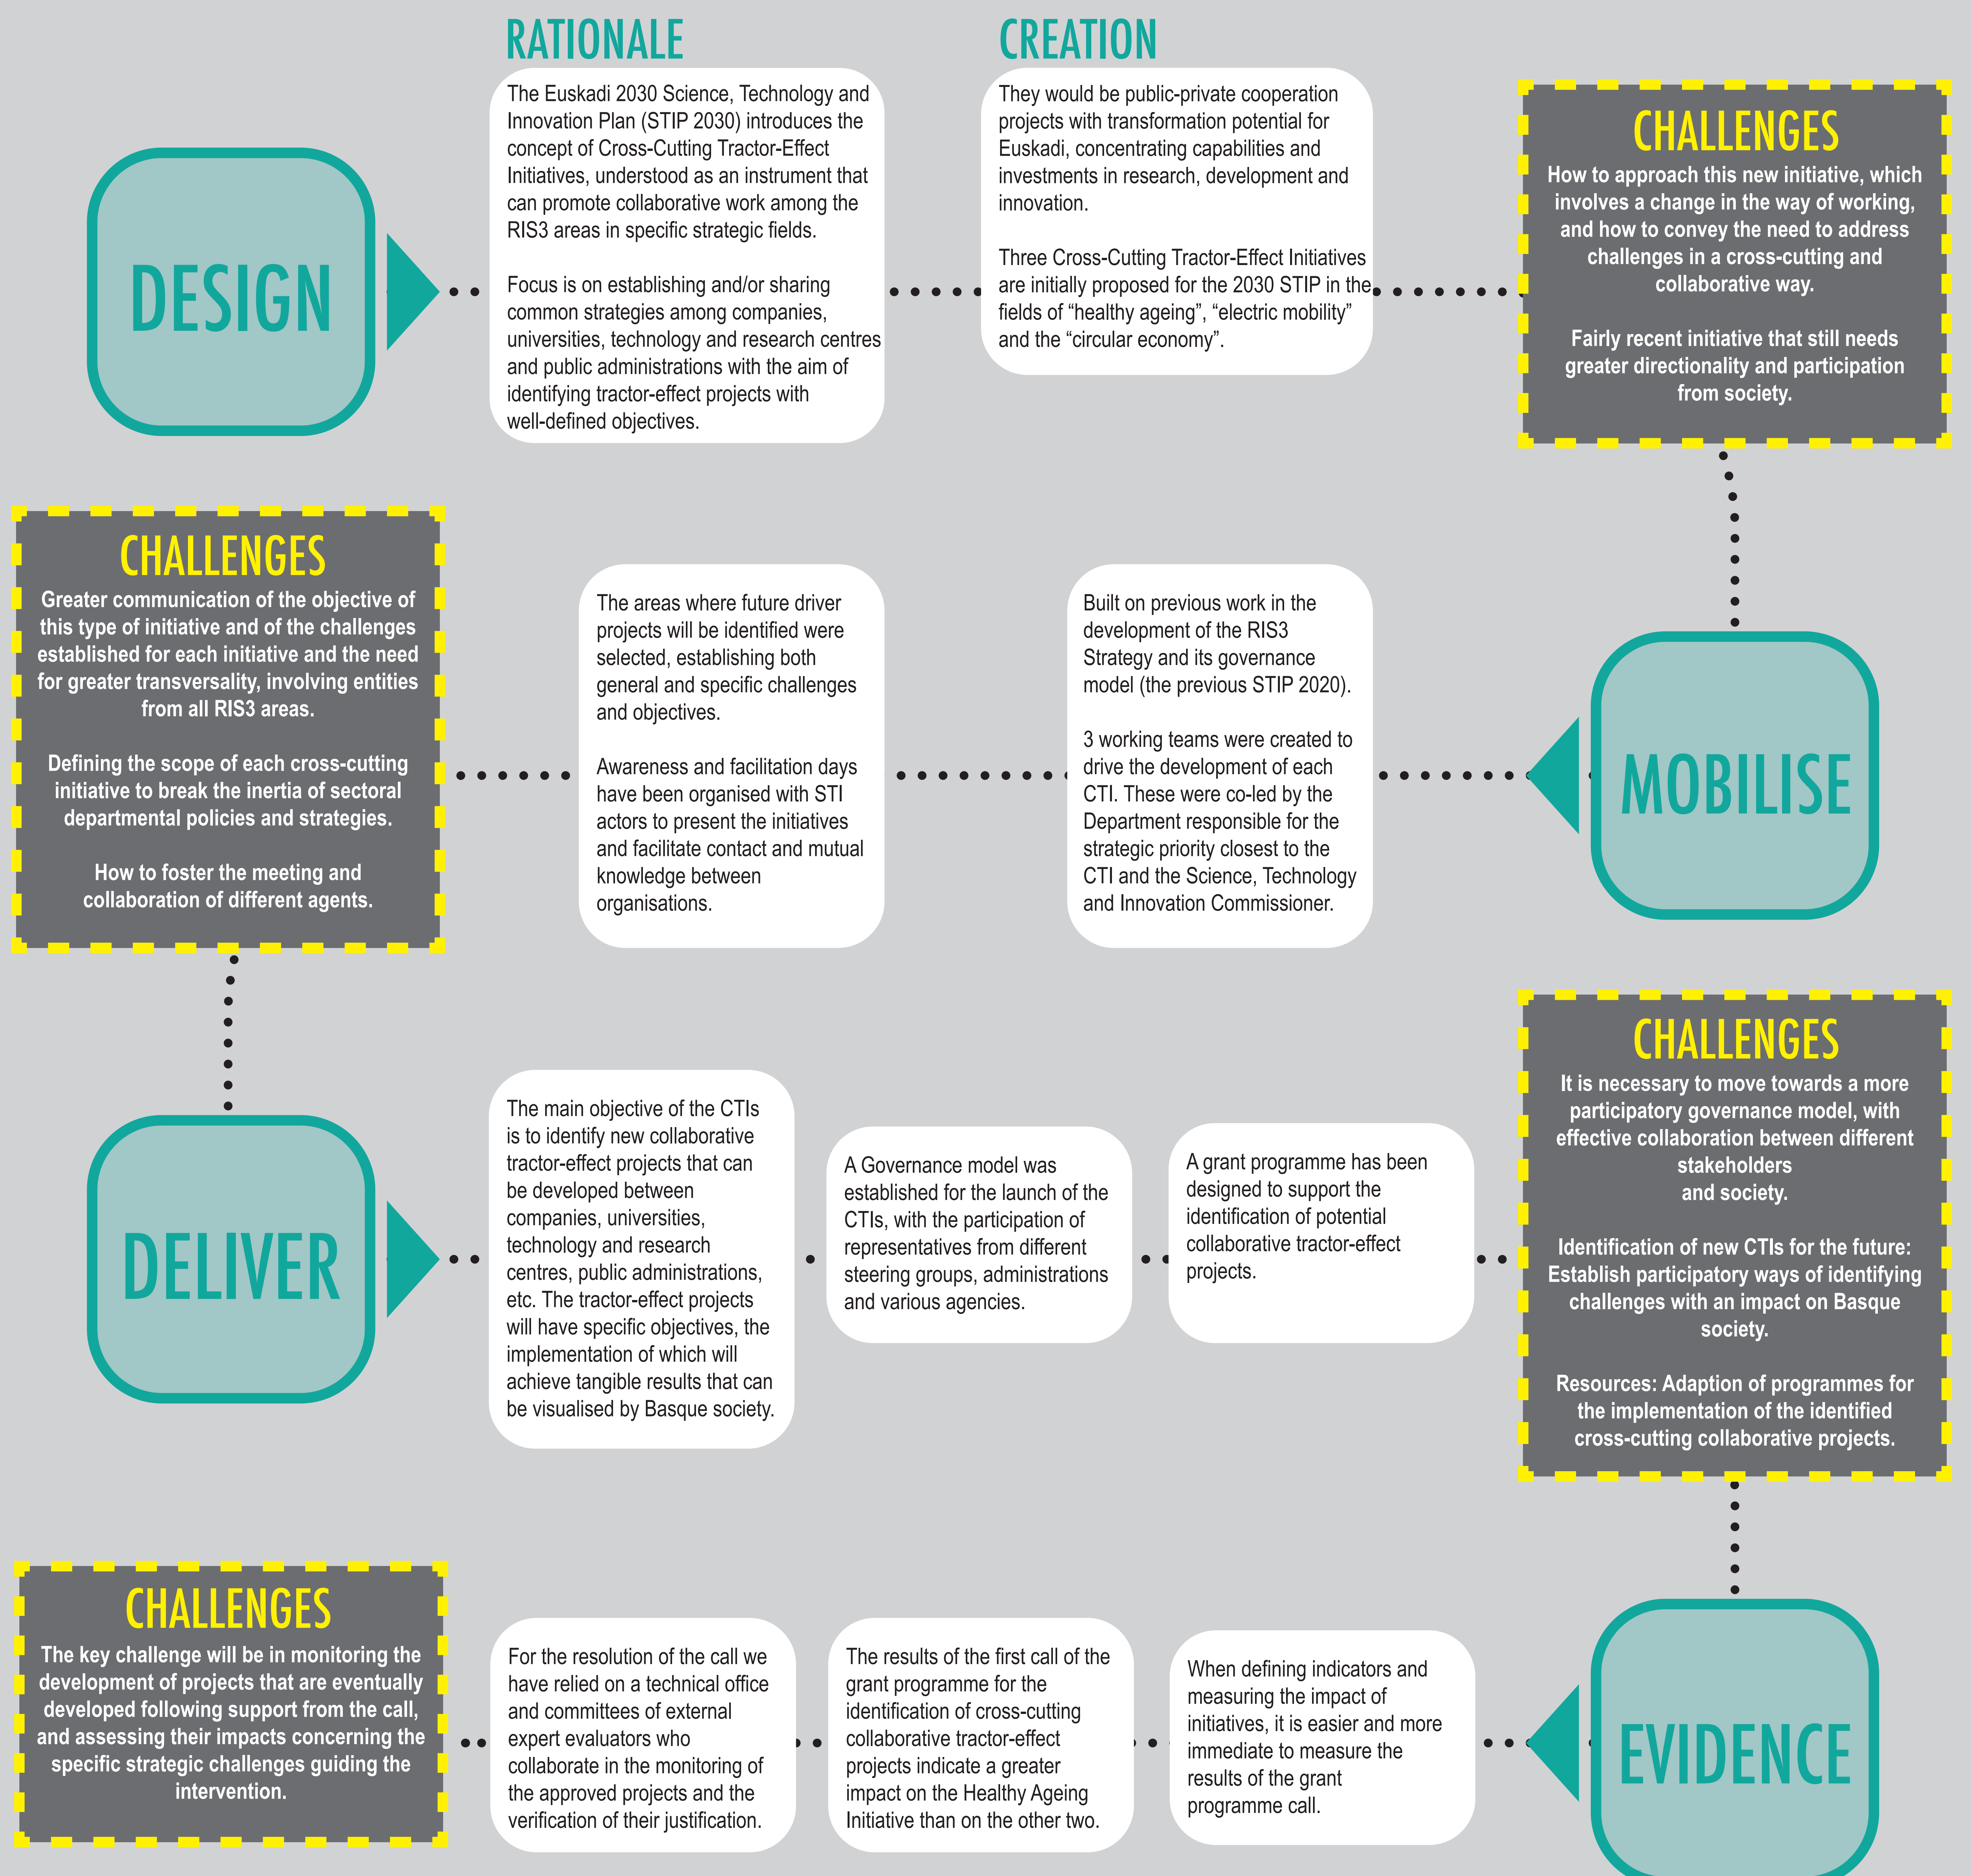 DESIGN
RATIONALE
The Euskadi 2030 Science, Technology and
Innovation Plan (STIP 2030) introduces the
concept of Cross-Cutting Tractor-Effect
Initiatives, understood as an instrument that
can promote collaborative work among the
RIS3 areas in specific strategic fields.
Focus is on establishing and/or sharing
common strategies among companies,
universities, technology and research centres
and public administrations with the aim of
identifying tractor-effect projects with
well-defined objectives.
CREATION
They would be public-private cooperation
projects with transformation potential for
Euskadi, concentrating capabilities and
investments in research, development and
innovation.
Three Cross-Cutting Tractor-Effect Initiatives
are initially proposed for the 2030 STIP in the
fields of “healthy ageing”, “electric mobility”
and the “circular economy”.
CHALLENGES
How to approach this new initiative, which
involves a change in the way of working,
and how to convey the need to address
challenges in a cross-cutting and
collaborative way.
Fairly recent initiative that still needs
greater directionality and participation
from society.
MOBILISE
Built on previous work in the
development of the RIS3
Strategy and its governance
model (the previous STIP 2020).
3 working teams were created to
drive the development of each
CTI. These were co-led by the
Department responsible for the
strategic priority closest to the
CTI and the Science, Technology
and Innovation Commissioner.
The areas where future driver
projects will be identified were
selected, establishing both
general and specific challenges
and objectives.
Awareness and facilitation days
have been organised with STI
actors to present the initiatives
and facilitate contact and mutual
knowledge between
organisations.
CHALLENGES
Greater communication of the objective of
this type of initiative and of the challenges
established for each initiative and the need
for greater transversality, involving entities
from all RIS3 areas.
Defining the scope of each cross-cutting
initiative to break the inertia of sectoral
departmental policies and strategies.
How to foster the meeting and
collaboration of different agents.
DELIVER
The main objective of the CTIs
is to identify new collaborative
tractor-effect projects that can
be developed between
companies, universities,
technology and research
centres, public administrations,
etc. The tractor-effect projects
will have specific objectives, the
implementation of which will
achieve tangible results that can
be visualised by Basque society.
A Governance model was
established for the launch of the
CTIs, with the participation of
representatives from different
steering groups, administrations
and various agencies.
A grant programme has been
designed to support the
identification of potential
collaborative tractor-effect
projects.
CHALLENGES
It is necessary to move towards a more
participatory governance model, with
effective collaboration between different
stakeholders
and society.
Identification of new CTIs for the future:
Establish participatory ways of identifying
challenges with an impact on Basque
society.
Resources: Adaption of programmes for
the implementation of the identified
cross-cutting collaborative projects.
EVIDENCE
When defining indicators and
measuring the impact of
initiatives, it is easier and more
immediate to measure the
results of the grant
programme call.
The results of the first call of the
grant programme for the
identification of cross-cutting
collaborative tractor-effect
projects indicate a greater
impact on the Healthy Ageing
Initiative than on the other two.
For the resolution of the call we
have relied on a technical office
and committees of external
expert evaluators who
collaborate in the monitoring of
the approved projects and the
verification of their justification.
CHALLENGES
The key challenge will be in monitoring the
development of projects that are eventually
developed following support from the call,
and assessing their impacts concerning the
specific strategic challenges guiding the
intervention.